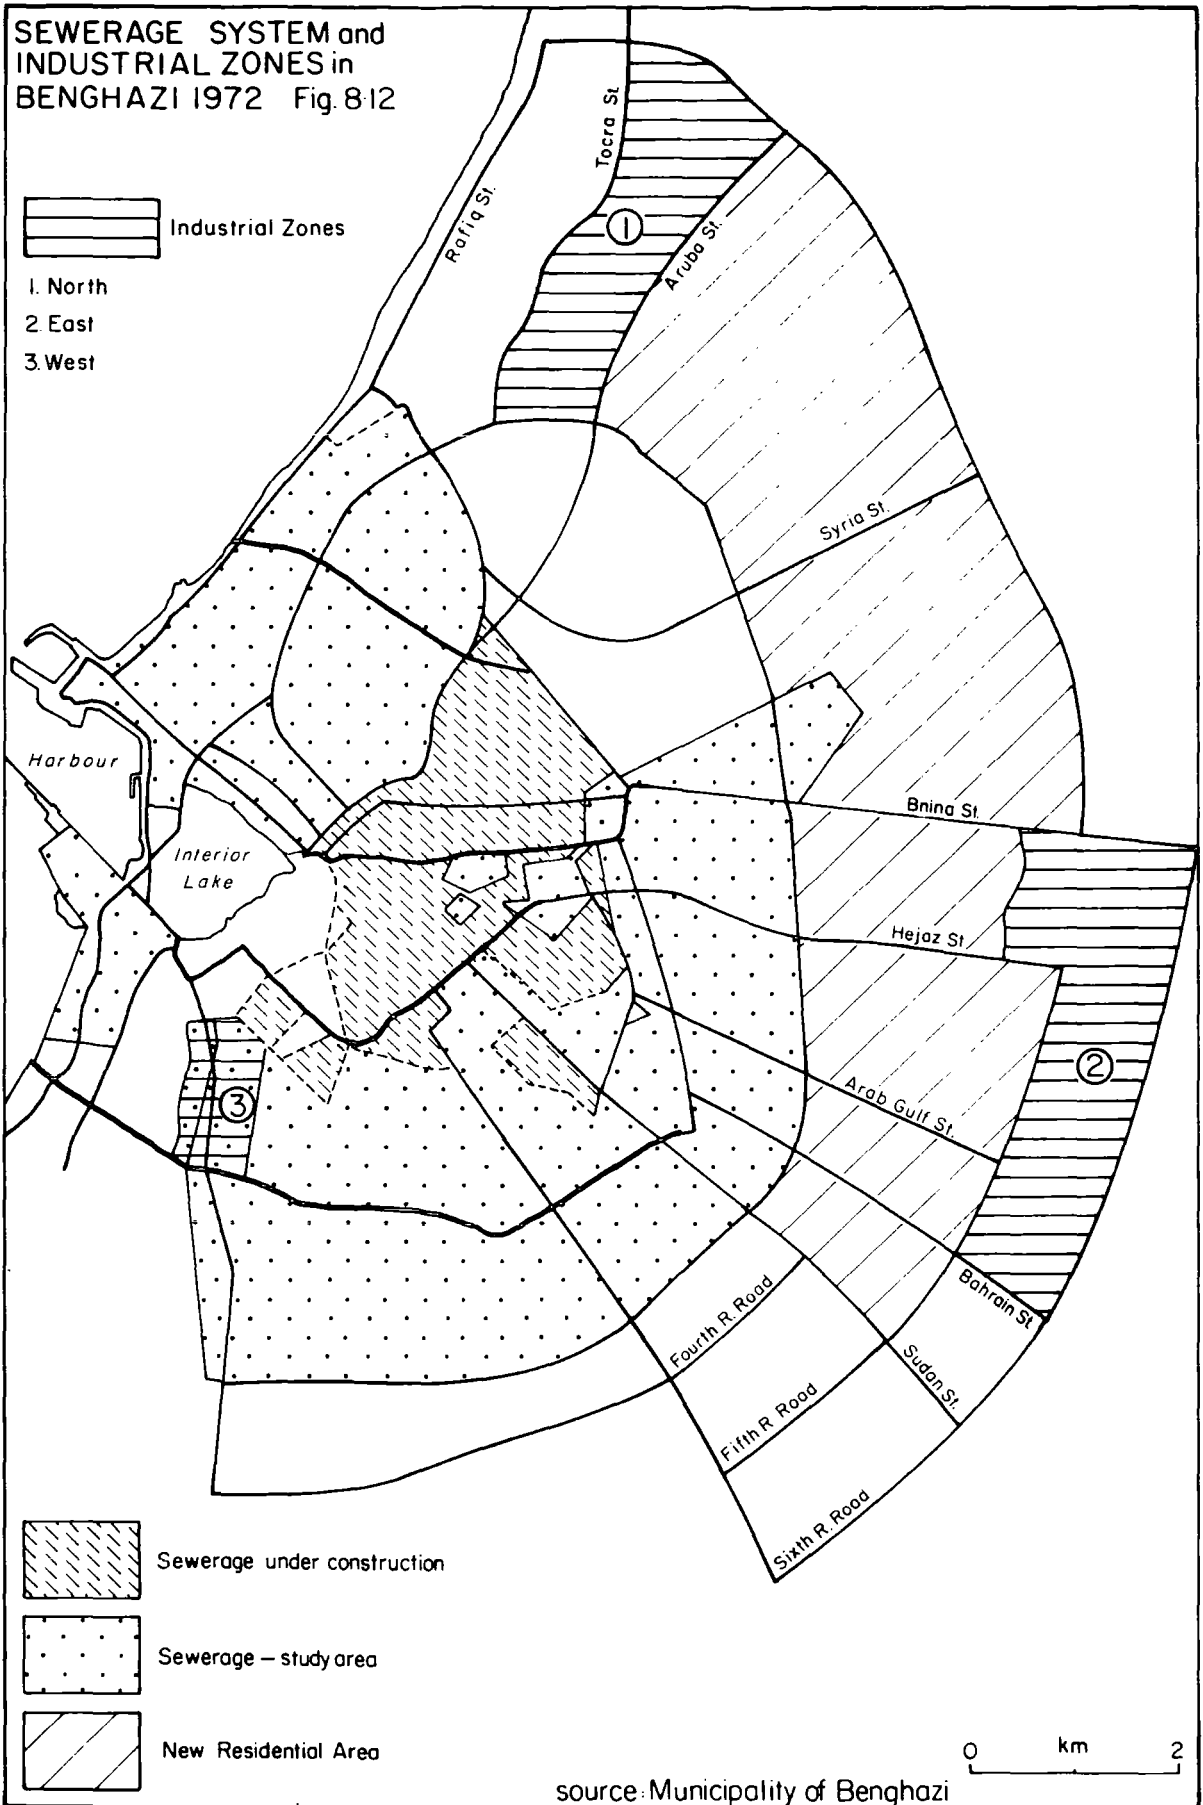 SEWERAGE SYSTEM and
INDUSTRIAL ZONES in
BENGHAZI 1972 Fig. 8·12
Industrial Zones
1. North
2. East
3. West
Tocra St.
Rafiq St.
1
Aruba St.
Syria St.
Harbour
Interior
Lake
Bnina St.
Hejaz St.
2
3
Arab Gulf St.
Bahrain St.
Sudan St.
Fourth R. Road
Fifth R. Road
Sixth R. Road
Sewerage under construction
Sewerage – study area
New Residential Area
0 km 2
source: Municipality of Benghazi